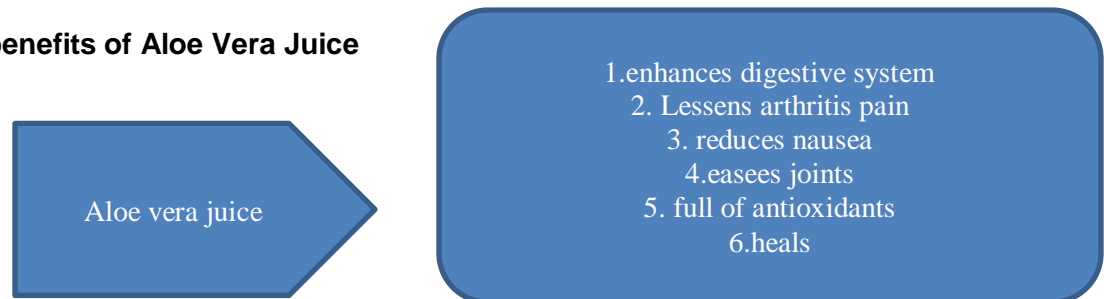 benefits of Aloe Vera Juice
Aloe vera juice
1.enhances digestive system
2. Lessens arthritis pain
3. reduces nausea
4.easees joints
5. full of antioxidants
6.heals